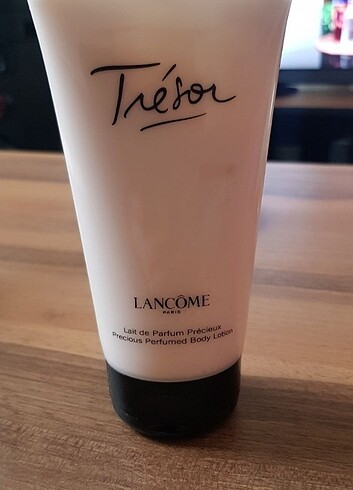 Trésor
LANCÔME
PARIS
Lait de Parfum Précieux
Precious Perfumed Body Lotion